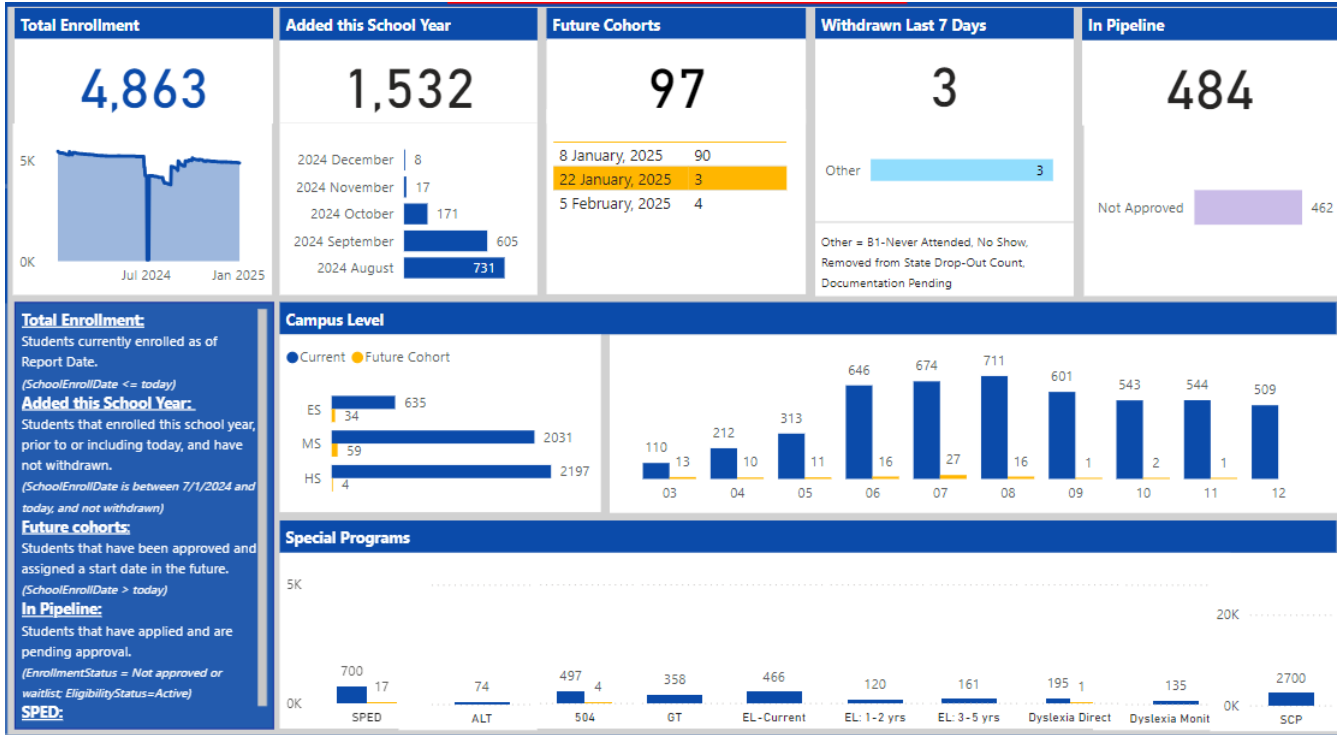 Total Enrollment
4,863
5K
0K
Jul 2024 Jan 2025
Added this School Year
1,532
2024 December 8
2024 November 17
2024 October 171
2024 September 605
2024 August 731
Future Cohorts
97
8 January, 2025 90
22 January, 2025 3
5 February, 2025 4
Withdrawn Last 7 Days
3
Other 3
Other = B1-Never Attended, No Show,
Removed from State Drop-Out Count,
Documentation Pending
In Pipeline
484
Not Approved 462
Total Enrollment:
Students currently enrolled as of
Report Date.
(SchoolEnrollDate <= today)
Added this School Year:
Students that enrolled this school year,
prior to or including today, and have
not withdrawn.
(SchoolEnrollDate is between 7/1/2024 and
today, and not withdrawn)
Future cohorts:
Students that have been approved and
assigned a start date in the future.
(SchoolEnrollDate > today)
In Pipeline:
Students that have applied and are
pending approval.
(EnrollmentStatus = Not approved or
waitlist; EligibilityStatus=Active)
SPED:
Campus Level
Current Future Cohort
ES 635
34
MS 2031
59
HS 2197
4
110 13 212 10 313 11 646 16 674 27 711 16 601 1 543 2 544 1 509
03 04 05 06 07 08 09 10 11 12
Special Programs
5K
20K
700 17 74 497 4 358 466 120 161 195 1 135 2700
0K 0K
SPED ALT 504 GT EL-Current EL: 1-2 yrs EL: 3-5 yrs Dyslexia Direct Dyslexia Monit SCP